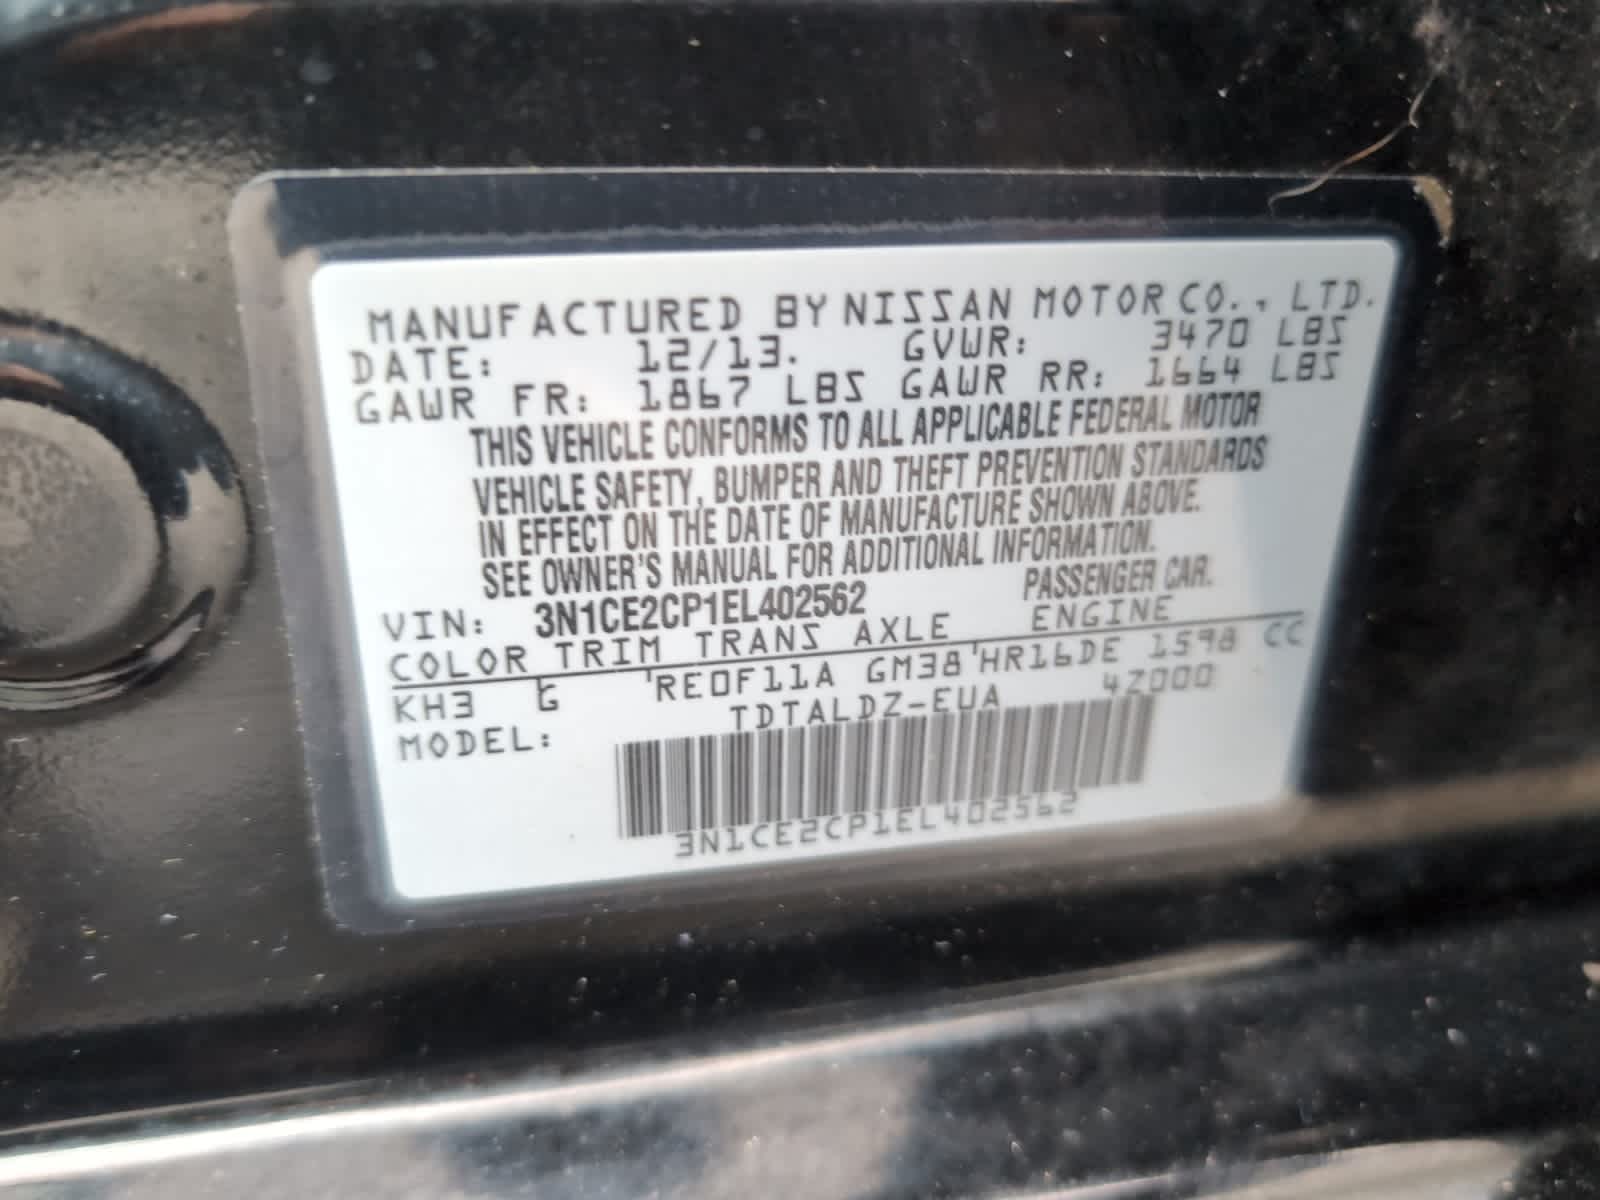 MANUFACTURED BY NISSAN MOTOR CO., LTD.
DATE: 12/13. GVWR: 3470 LBS
GAWR FR: 1867 LBS GAWR RR: 1664 LBS
THIS VEHICLE CONFORMS TO ALL APPLICABLE FEDERAL MOTOR
VEHICLE SAFETY, BUMPER AND THEFT PREVENTION STANDARDS
IN EFFECT ON THE DATE OF MANUFACTURE SHOWN ABOVE.
SEE OWNER'S MANUAL FOR ADDITIONAL INFORMATION.
VIN: 3N1CE2CP1EL402562 PASSENGER CAR.
COLOR TRIM TRANS AXLE ENGINE
KH3 G RE0F11A GM38 HR16DE 1598 CC
MODEL: TDTALDZ-EUA 4Z000
3N1CE2CP1EL402562